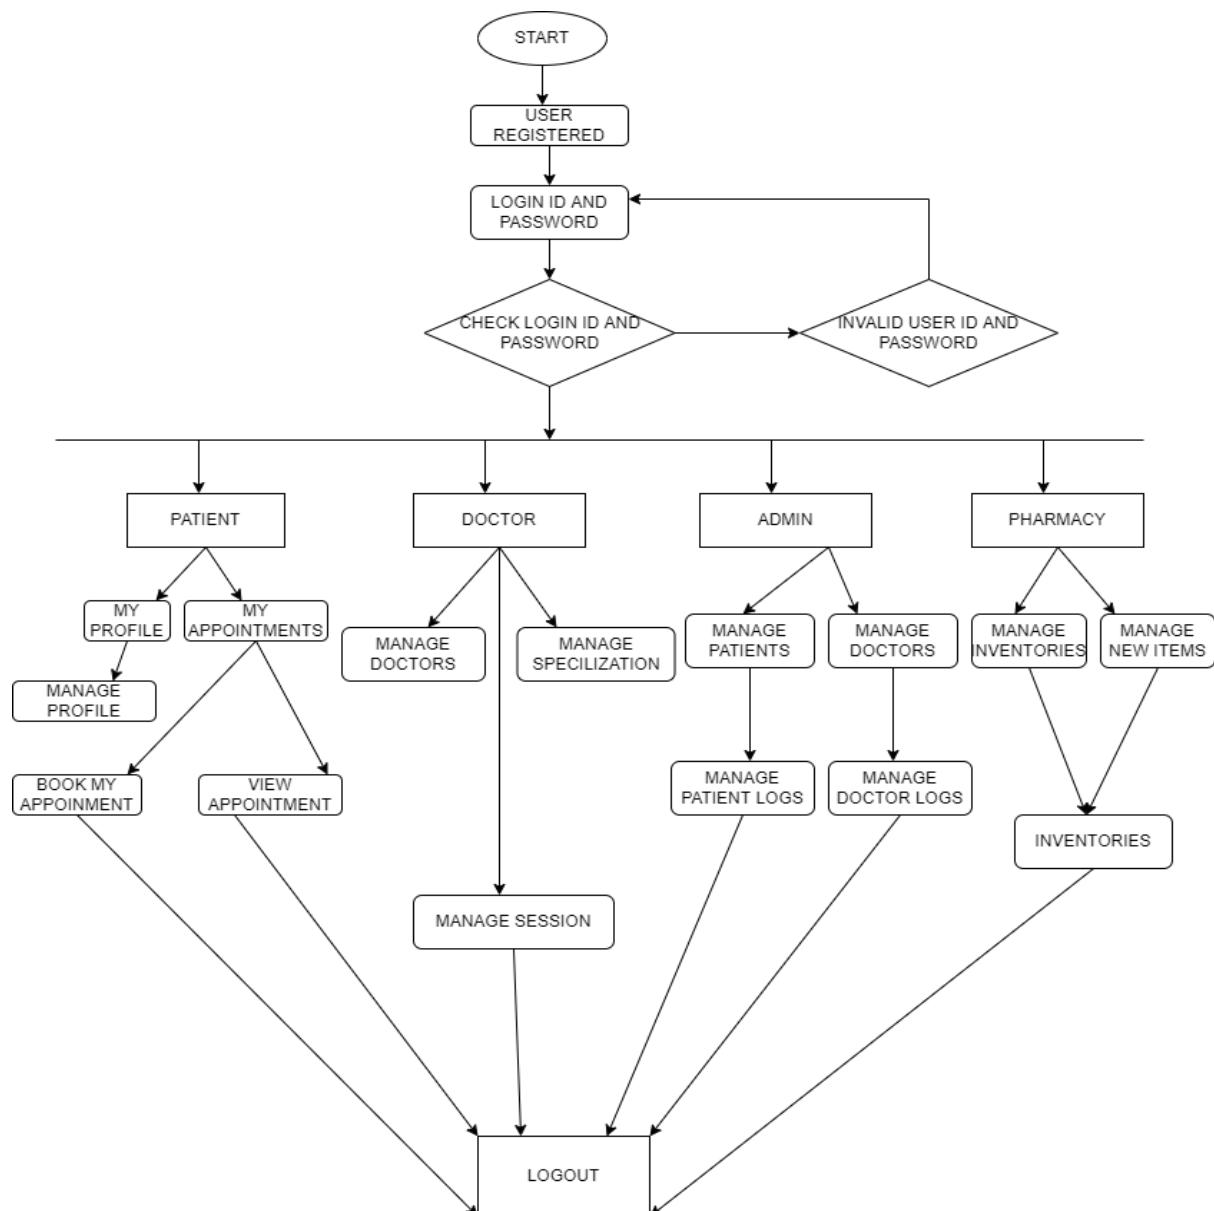 START
USER
REGISTERED
LOGIN ID AND
PASSWORD
CHECK LOGIN ID AND
PASSWORD
INVALID USER ID AND
PASSWORD
PATIENT
DOCTOR
ADMIN
PHARMACY
MY
PROFILE
MY
APPOINTMENTS
MANAGE
DOCTORS
MANAGE
SPECILIZATION
MANAGE
PATIENTS
MANAGE
DOCTORS
MANAGE
INVENTORIES
MANAGE
NEW ITEMS
MANAGE
PROFILE
BOOK MY
APPOINMENT
VIEW
APPOINTMENT
MANAGE
PATIENT LOGS
MANAGE
DOCTOR LOGS
INVENTORIES
MANAGE SESSION
LOGOUT